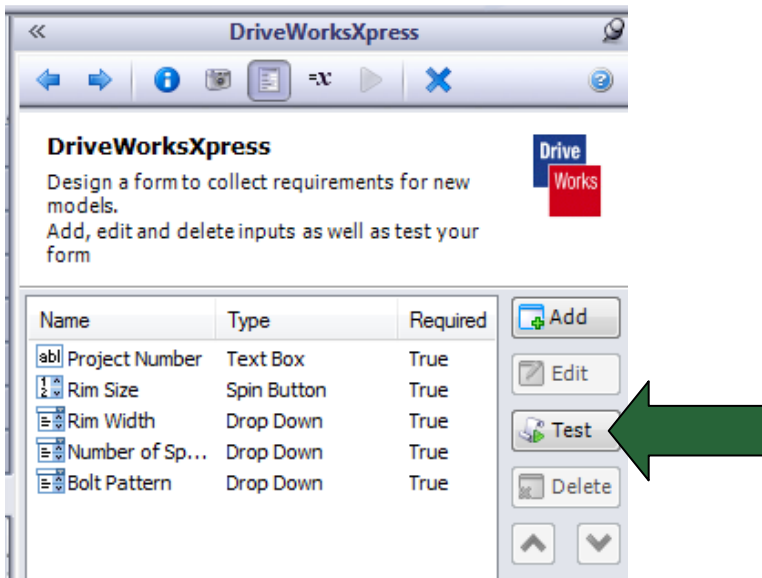 DriveWorksXpress
=x
DriveWorksXpress
Design a form to collect requirements for new
models.
Add, edit and delete inputs as well as test your
form
Drive
Works
Name Type Required
Project Number Text Box True
Rim Size Spin Button True
Rim Width Drop Down True
Number of Sp... Drop Down True
Bolt Pattern Drop Down True
Add
Edit
Test
Delete